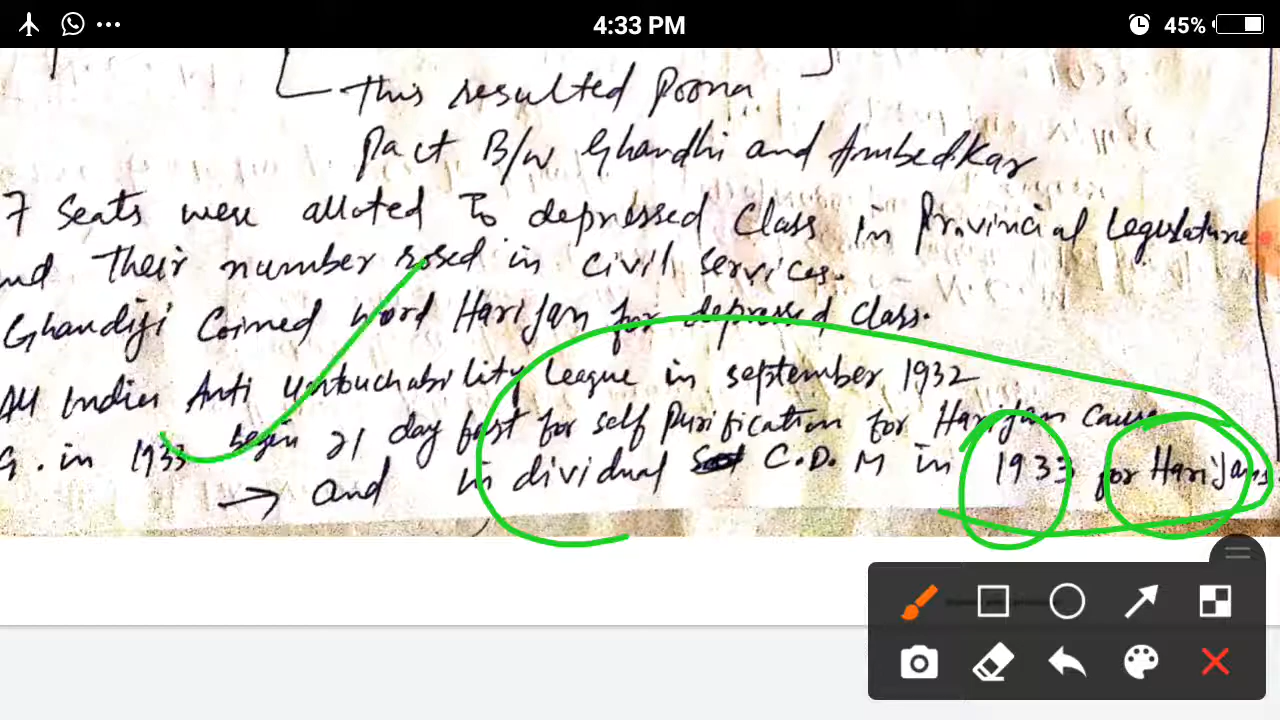 4:33 PM
45%
This resulted Poona
Pact B/w Ghandhi and Ambedkar
7 Seats were alloted To depressed Class in Provincial Legislature
nd Their number rosed in civil services.
Ghandiji Coined word Harijan for depressed class.
All India Anti Untouchability League in september 1932
G. in 1933 begin 21 day fast for self Purification for Harijan cause
→ and individual C.D.M in 1933 for Harijans.